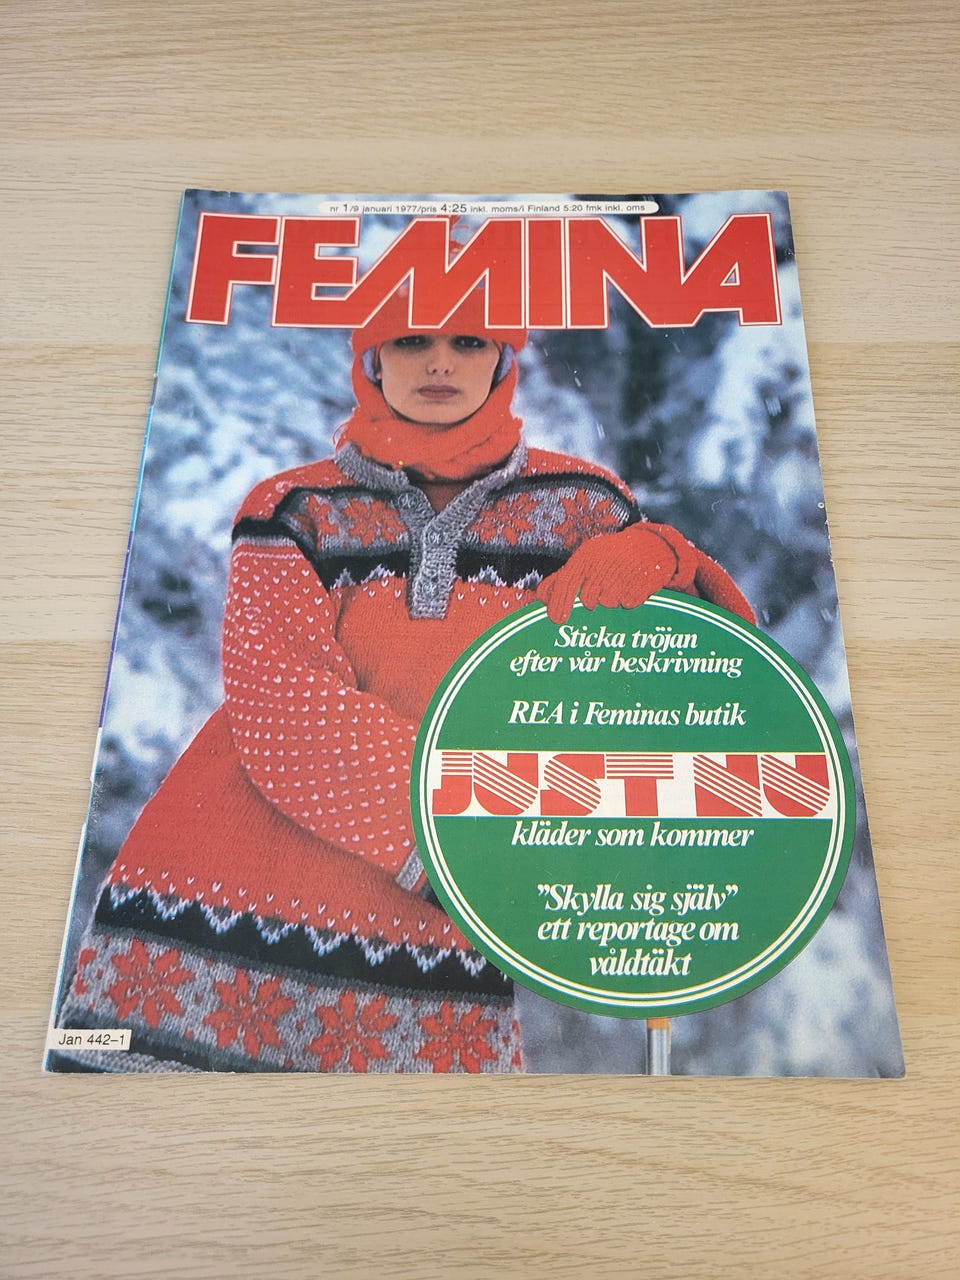 nr 1/9 januari 1977/pris 4:25 inkl. moms/i Finland 5:20 fmk inkl. oms
FEMINA
Sticka tröjan
efter vår beskrivning
REA i Feminas butik
JUST NU
kläder som kommer
”Skylla sig själv”
ett reportage om
våldtäkt
Jan 442–1